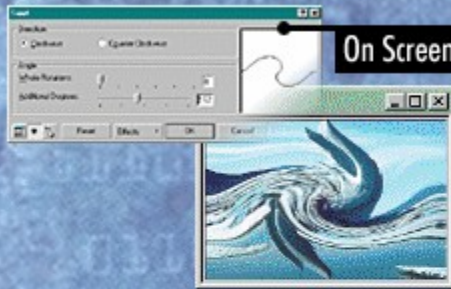 Direction
Clockwise
Counter Clockwise
Angle
Whole Rotations
Additional Degrees
Reset
Effects
OK
Cancel
On Screen